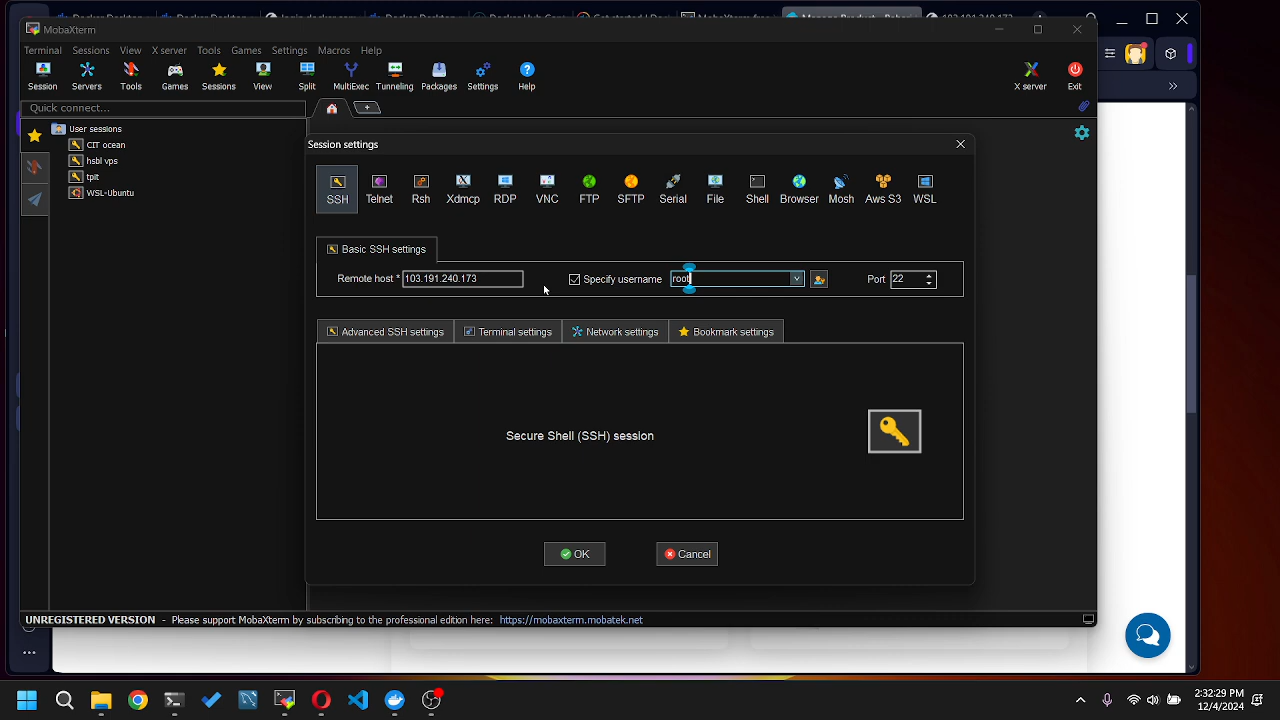 MobaXterm
Terminal Sessions View X server Tools Games Settings Macros Help
Session Servers Tools Games Sessions View Split MultiExec Tunneling Packages Settings Help X server Exit
Quick connect...
User sessions
CIT ocean
hsbl vps
tpit
WSL-Ubuntu
Session settings
SSH Telnet Rsh Xdmcp RDP VNC FTP SFTP Serial File Shell Browser Mosh Aws S3 WSL
Basic SSH settings
Remote host * 103.191.240.173 Specify username root Port 22
Advanced SSH settings Terminal settings Network settings Bookmark settings
Secure Shell (SSH) session
OK Cancel
UNREGISTERED VERSION - Please support MobaXterm by subscribing to the professional edition here: https://mobaxterm.mobatek.net
2:32:29 PM
12/4/2024